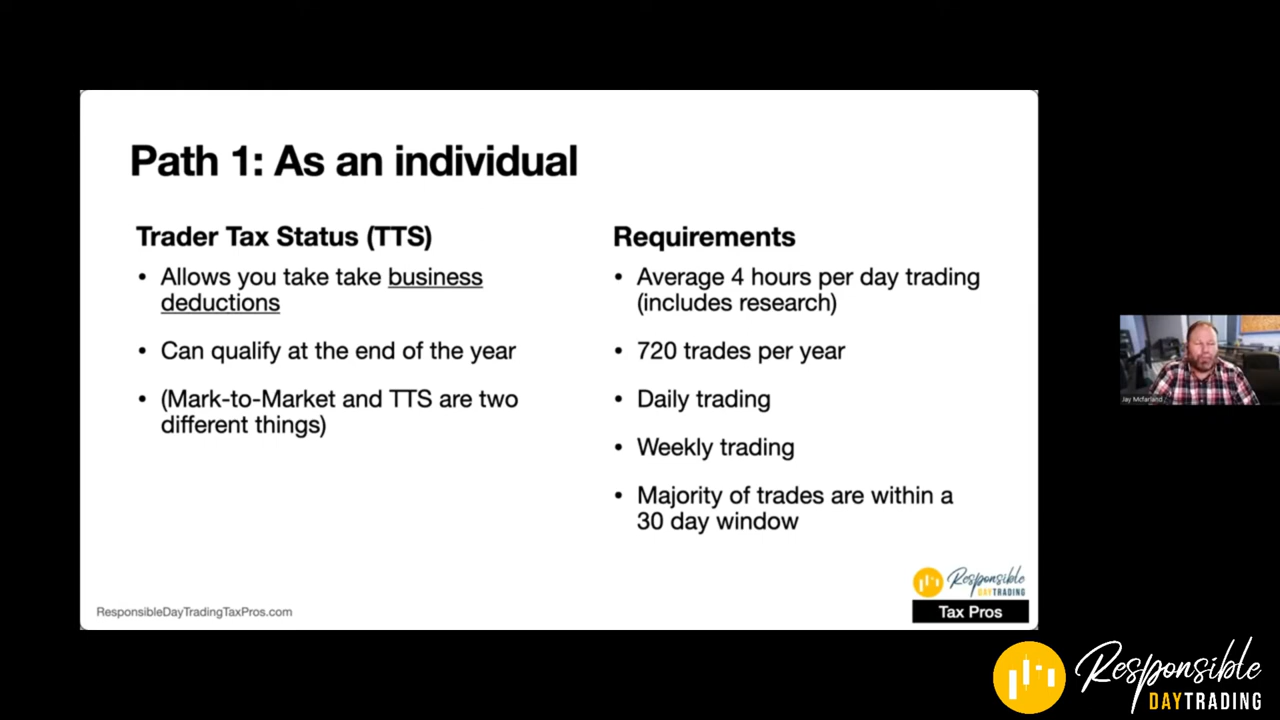 Path 1: As an individual
Trader Tax Status (TTS)
• Allows you take take business
deductions
• Can qualify at the end of the year
• (Mark-to-Market and TTS are two
different things)
Requirements
• Average 4 hours per day trading
(includes research)
• 720 trades per year
• Daily trading
• Weekly trading
• Majority of trades are within a
30 day window
ResponsibleDayTradingTaxPros.com
Responsible
DAYTRADING
Tax Pros
Jay Mcfarland
Responsible
DAYTRADING